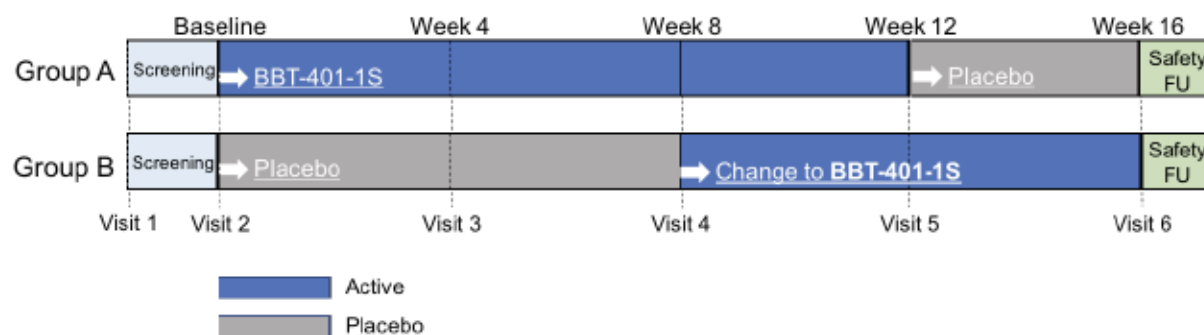 Baseline Week 4 Week 8 Week 12 Week 16
Group A Screening BBT-401-1S Placebo Safety FU
Group B Screening Placebo Change to BBT-401-1S Safety FU
Visit 1 Visit 2 Visit 3 Visit 4 Visit 5 Visit 6
Active
Placebo